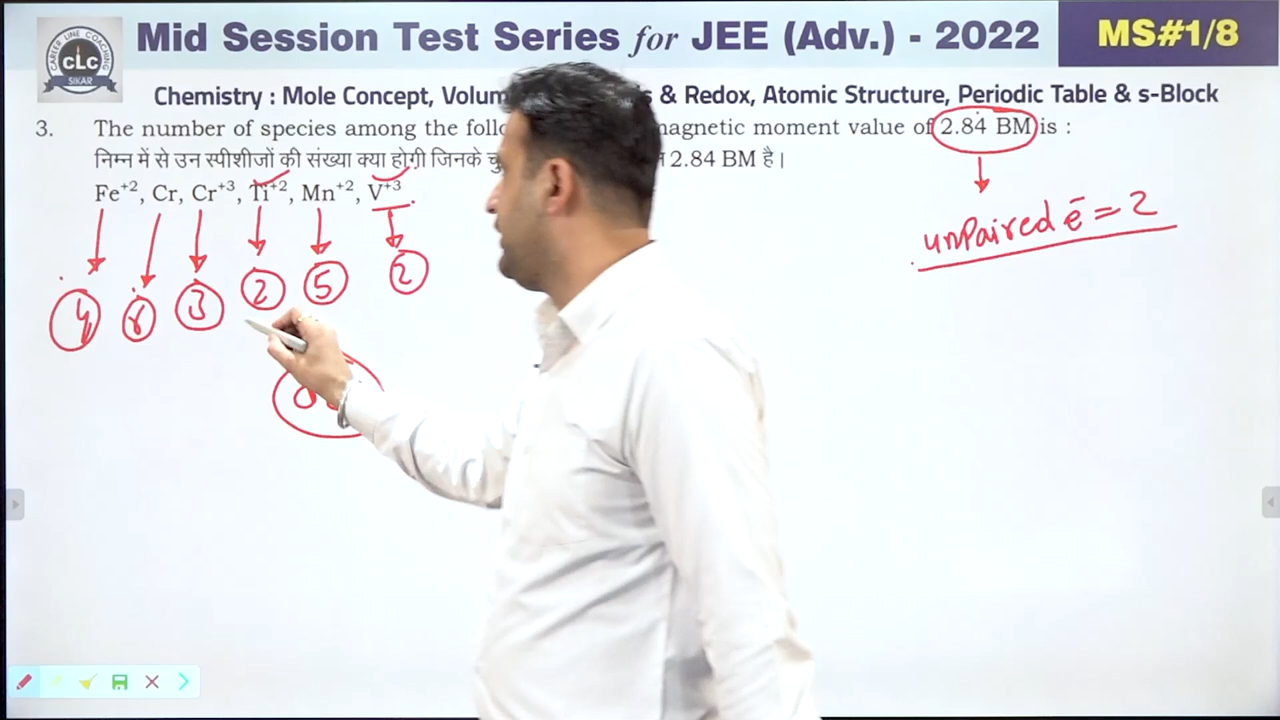 CAREER LINE COACHING
CLC
SIKAR
Mid Session Test Series for JEE (Adv.) - 2022
MS#1/8
Chemistry : Mole Concept, & Redox, Atomic Structure, Periodic Table & s-Block
3. The number of species among the moment value of 2.84 BM is :
निम्न में से उन स्पीशीजों की संख्या क्या होगी जिनके 2.84 BM है।
Fe⁺², Cr, Cr⁺³, Ti⁺², Mn⁺², V⁺³
unpaired e̅ = 2
4 6 3 2 5 2